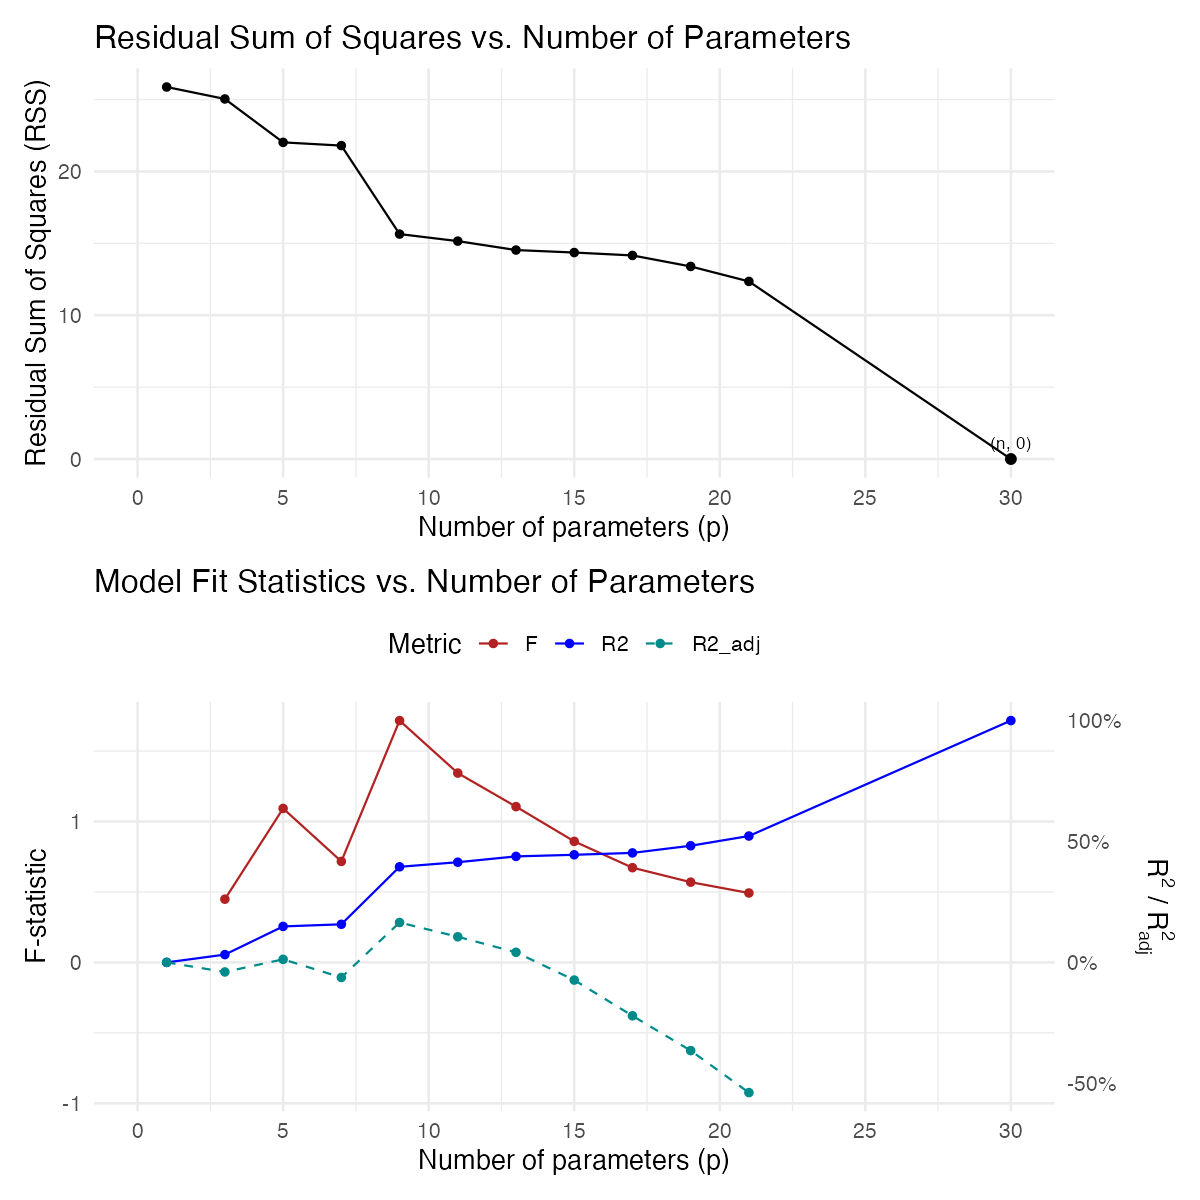 Residual Sum of Squares vs. Number of Parameters
Residual Sum of Squares (RSS)
20
10
0
(n, 0)
0 5 10 15 20 25 30
Number of parameters (p)
Model Fit Statistics vs. Number of Parameters
Metric F R2 R2_adj
F-statistic
1
0
-1
100%
50%
0%
-50%
R² / R²adj
0 5 10 15 20 25 30
Number of parameters (p)